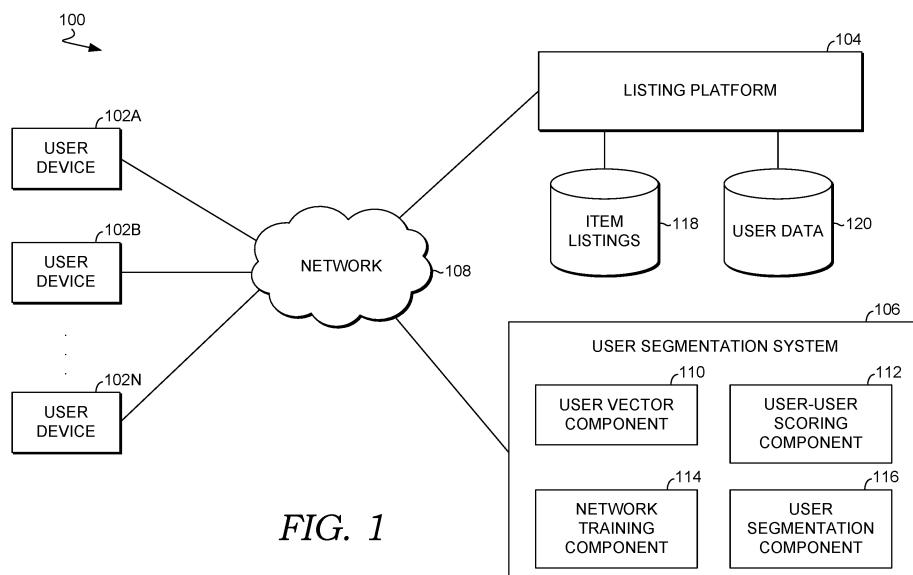 100
104
LISTING PLATFORM
102A
USER
DEVICE
102B
USER
DEVICE
102N
USER
DEVICE
NETWORK
108
ITEM
LISTINGS
118
USER DATA
120
106
USER SEGMENTATION SYSTEM
110
USER VECTOR
COMPONENT
112
USER-USER
SCORING
COMPONENT
114
NETWORK
TRAINING
COMPONENT
116
USER
SEGMENTATION
COMPONENT
FIG. 1